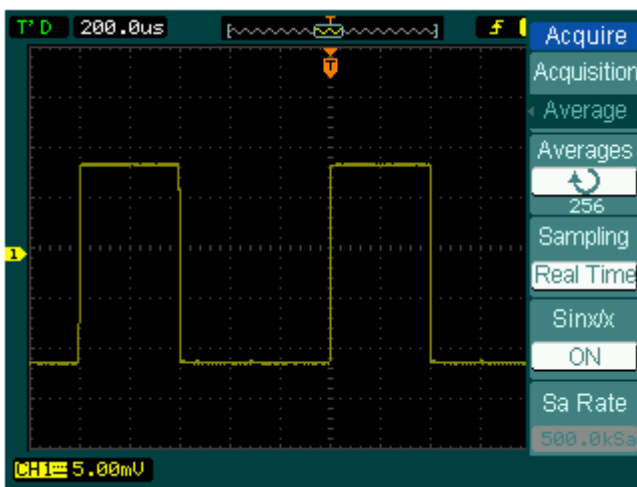 T'D 200.0us
T
Acquire
Acquisition
Average
Averages
256
Sampling
Real Time
Sinx/x
ON
Sa Rate
500.0kSa
1
CH1 5.00mV